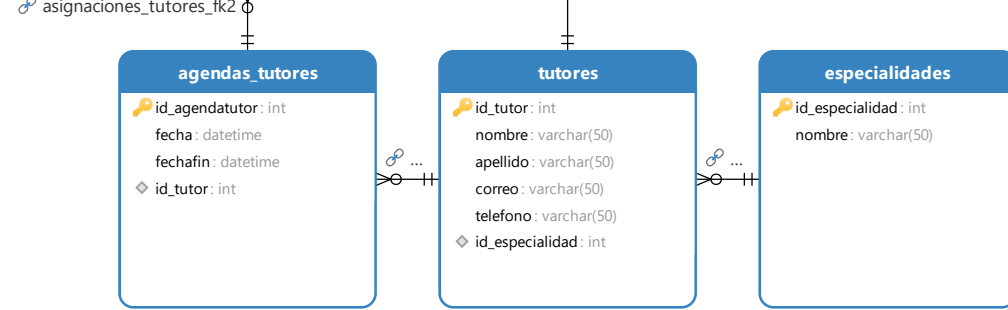 asignaciones_tutores_fk2
agendas_tutores
id_agendatutor: int
fecha: datetime
fechafin: datetime
id_tutor: int
...
tutores
id_tutor: int
nombre: varchar(50)
apellido: varchar(50)
correo: varchar(50)
telefono: varchar(50)
id_especialidad: int
...
especialidades
id_especialidad: int
nombre: varchar(50)